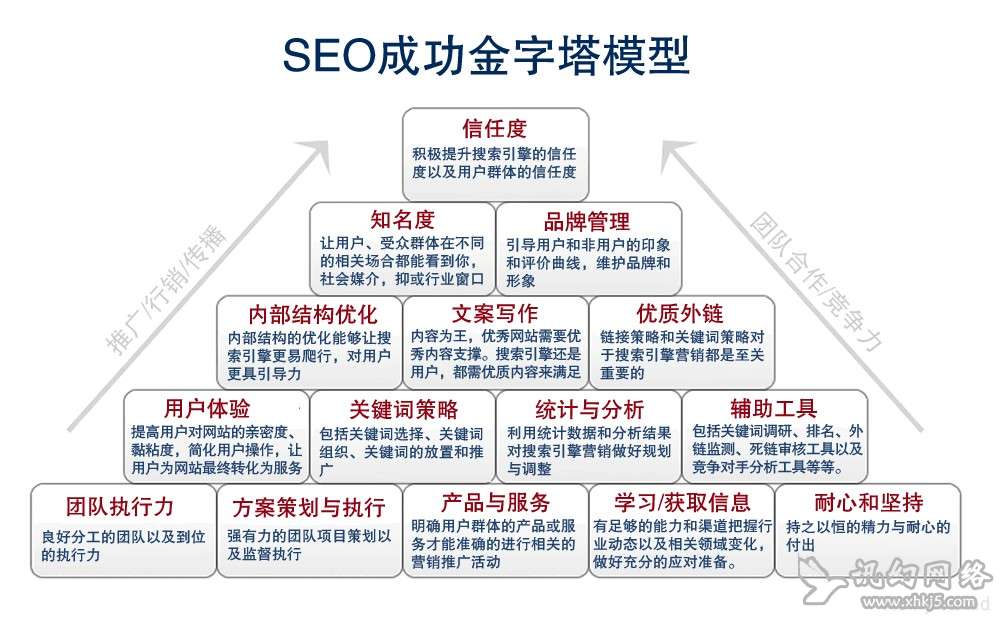 SEO成功金字塔模型
信任度
积极提升搜索引擎的信任
度以及用户群体的信任度
推广/行销/传播
团队合作/竞争力
知名度
让用户、受众群体在不同
的相关场合都能看到你，
社会媒介，抑或行业窗口
品牌管理
引导用户和非用户的印象
和评价曲线，维护品牌和
形象
内部结构优化
内部结构的优化能够让搜
索引擎更易爬行，对用户
更具引导力
文案写作
内容为王，优秀网站需要优
秀内容支撑。搜索引擎还是
用户，都需优质内容来满足
优质外链
链接策略和关键词策略对
于搜索引擎营销都是至关
重要的
用户体验
提高用户对网站的亲密度、
黏粘度，简化用户操作，让
用户为网站最终转化为服务
关键词策略
包括关键词选择、关键词
组织、关键词的放置和推
广
统计与分析
利用统计数据和分析结果
对搜索引擎营销做好规划
与调整
辅助工具
包括关键词调研、排名、外
链监测、死链审核工具以及
竞争对手分析工具等等。
团队执行力
良好分工的团队以及到位
的执行力
方案策划与执行
强有力的团队项目策划以
及监督执行
产品与服务
明确用户群体的产品或服
务才能准确的进行相关的
营销推广活动
学习/获取信息
有足够的能力和渠道把握行
业动态以及相关领域变化，
做好充分的应对准备。
耐心和坚持
持之以恒的精力与耐心的
付出
讯幻网络
www.xhkj5.com